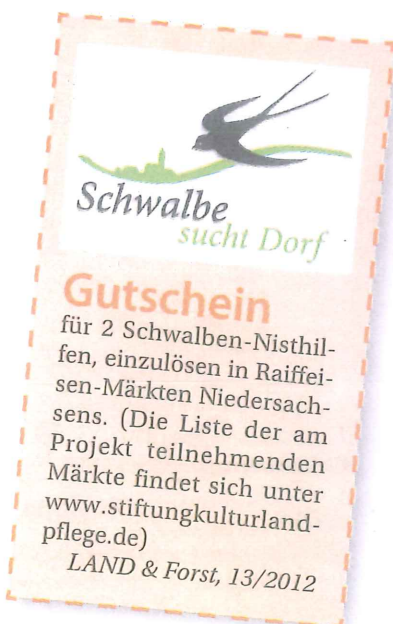 Schwalbe
sucht Dorf
Gutschein
für 2 Schwalben-Nisthil-
fen, einzulösen in Raiffei-
sen-Märkten Niedersach-
sens. (Die Liste der am
Projekt teilnehmenden
Märkte findet sich unter
www.stiftungkulturland-
pflege.de)
LAND & Forst, 13/2012